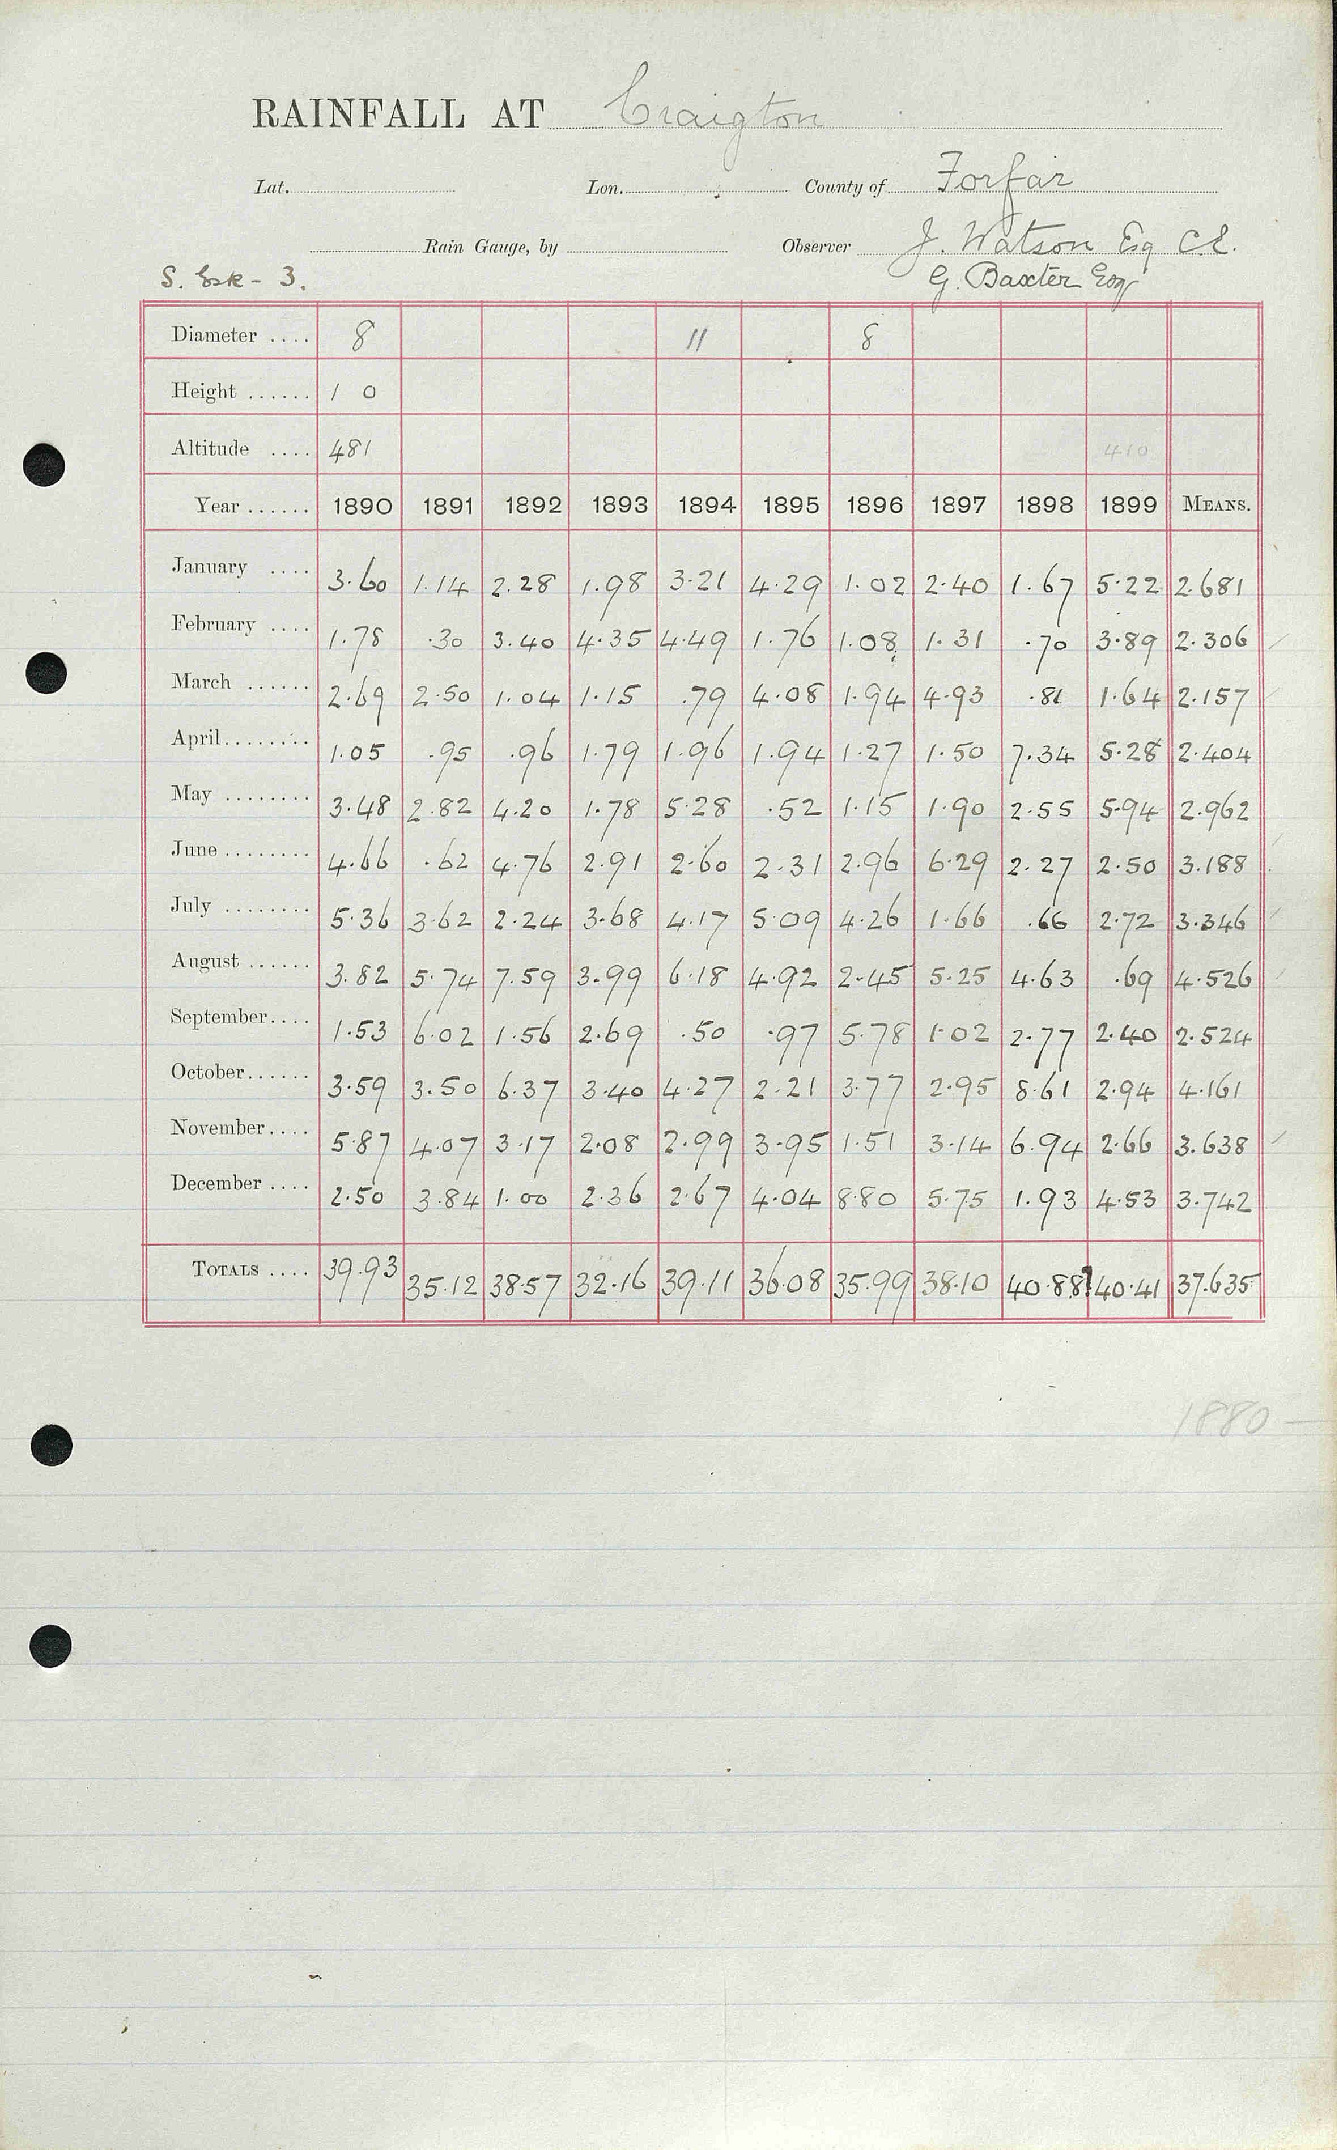 RAINFALL AT Craigton
Lat. Lon. County of Forfar
Rain Gauge, by Observer J. Watson Esq C.E.
S. Esk - 3. G. Baxter Esq
Diameter .... 8 11 8
Height ...... 1 0
Altitude .... 481 410
Year ...... 1890 1891 1892 1893 1894 1895 1896 1897 1898 1899 MEANS.
January .... 3.60 1.14 2.28 1.98 3.21 4.29 1.02 2.40 1.67 5.22 2.681
February .... 1.78 .30 3.40 4.35 4.49 1.76 1.08 1.31 .70 3.89 2.306
March ...... 2.69 2.50 1.04 1.15 .79 4.08 1.94 4.93 .81 1.64 2.157
April........ 1.05 .95 .96 1.79 1.96 1.94 1.27 1.50 7.34 5.28 2.404
May ........ 3.48 2.82 4.20 1.78 5.28 .52 1.15 1.90 2.55 5.94 2.962
June ........ 4.66 .62 4.76 2.91 2.60 2.31 2.96 6.29 2.27 2.50 3.188
July ........ 5.36 3.62 2.24 3.68 4.17 5.09 4.26 1.66 .66 2.72 3.346
August ...... 3.82 5.74 7.59 3.99 6.18 4.92 2.45 5.25 4.63 .69 4.526
September.... 1.53 6.02 1.56 2.69 .50 .97 5.78 1.02 2.77 2.40 2.524
October...... 3.59 3.50 6.37 3.40 4.27 2.21 3.77 2.95 8.61 2.94 4.161
November.... 5.87 4.07 3.17 2.08 2.99 3.95 1.51 3.14 6.94 2.66 3.638
December .... 2.50 3.84 1.00 2.36 2.67 4.04 8.80 5.75 1.93 4.53 3.742
TOTALS .... 39.93 35.12 38.57 32.16 39.11 36.08 35.99 38.10 40.88? 40.41 37.635
1880 —